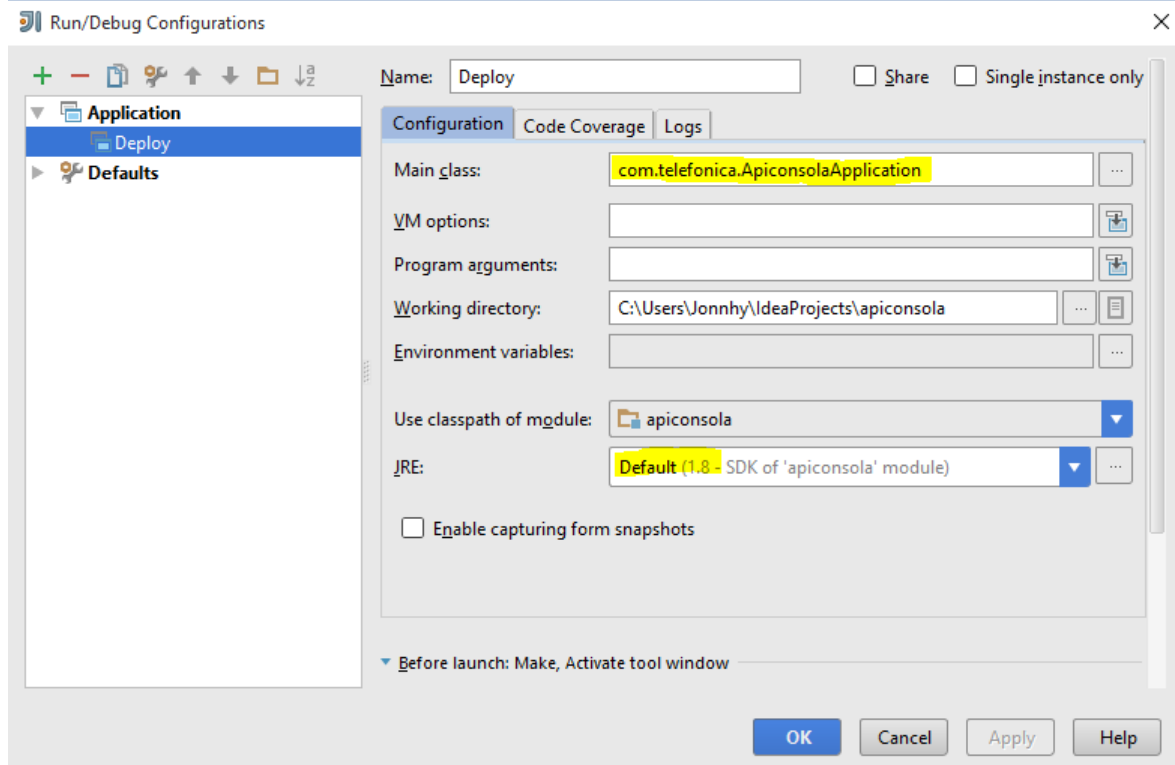 Run/Debug Configurations
Name: Deploy Share Single instance only
Application
Deploy
Defaults
Configuration Code Coverage Logs
Main class: com.telefonica.ApiconsolaApplication ...
VM options:
Program arguments:
Working directory: C:\Users\Jonnhy\IdeaProjects\apiconsola ...
Environment variables: ...
Use classpath of module: apiconsola
JRE: Default (1.8 - SDK of 'apiconsola' module) ...
Enable capturing form snapshots
Before launch: Make, Activate tool window
OK Cancel Apply Help